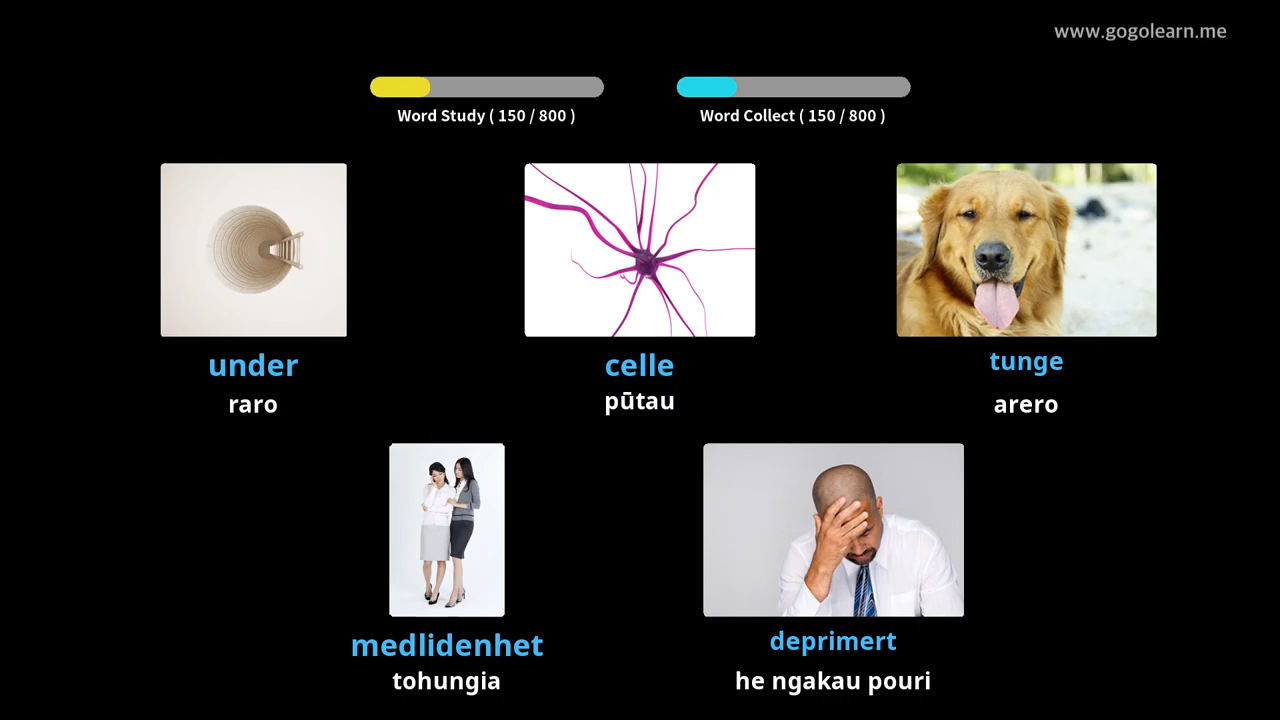 www.gogolearn.me
Word Study ( 150 / 800 )
Word Collect ( 150 / 800 )
under
raro
celle
pūtau
tunge
arero
medlidenhet
tohungia
deprimert
he ngakau pouri